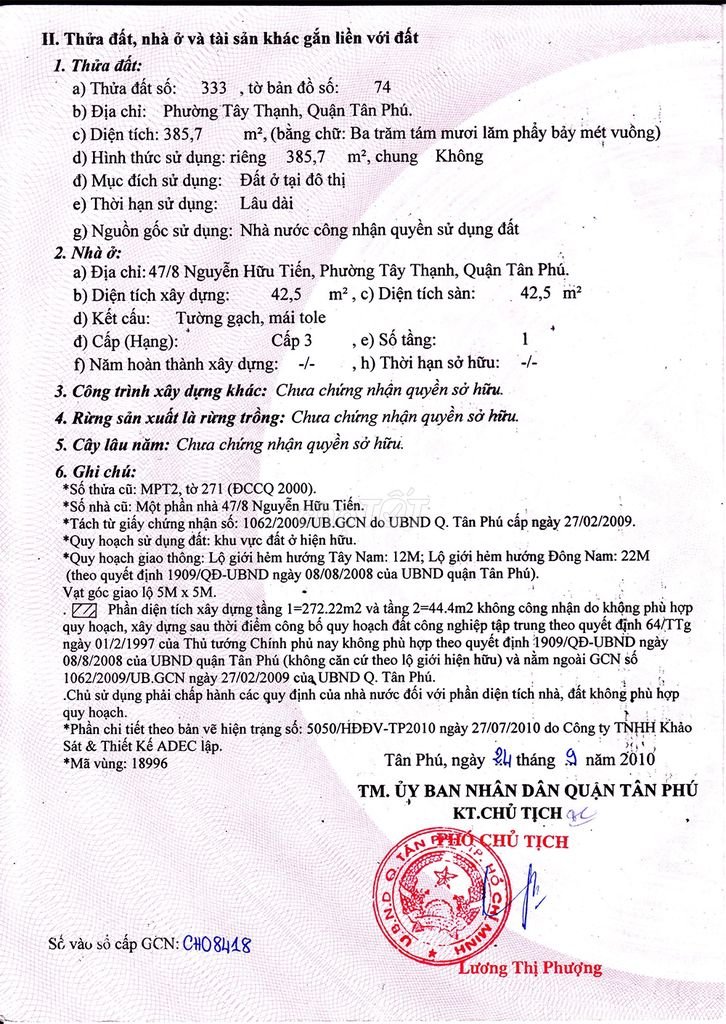 II. Thửa đất, nhà ở và tài sản khác gắn liền với đất
1. Thửa đất:
a) Thửa đất số: 333 , tờ bản đồ số: 74
b) Địa chỉ: Phường Tây Thạnh, Quận Tân Phú.
c) Diện tích: 385,7 m², (bằng chữ: Ba trăm tám mươi lăm phẩy bảy mét vuông)
d) Hình thức sử dụng: riêng 385,7 m², chung Không
đ) Mục đích sử dụng: Đất ở tại đô thị
e) Thời hạn sử dụng: Lâu dài
g) Nguồn gốc sử dụng: Nhà nước công nhận quyền sử dụng đất
2. Nhà ở:
a) Địa chỉ: 47/8 Nguyễn Hữu Tiến, Phường Tây Thạnh, Quận Tân Phú.
b) Diện tích xây dựng: 42,5 m² , c) Diện tích sàn: 42,5 m²
d) Kết cấu: Tường gạch, mái tole
đ) Cấp (Hạng): Cấp 3 , e) Số tầng: 1
f) Năm hoàn thành xây dựng: -/- , h) Thời hạn sở hữu: -/-
3. Công trình xây dựng khác: Chưa chứng nhận quyền sở hữu.
4. Rừng sản xuất là rừng trồng: Chưa chứng nhận quyền sở hữu.
5. Cây lâu năm: Chưa chứng nhận quyền sở hữu.
6. Ghi chú:
*Số thửa cũ: MPT2, tờ 271 (ĐCCQ 2000).
*Số nhà cũ: Một phần nhà 47/8 Nguyễn Hữu Tiến.
*Tách từ giấy chứng nhận số: 1062/2009/UB.GCN do UBND Q. Tân Phú cấp ngày 27/02/2009.
*Quy hoạch sử dụng đất: khu vực đất ở hiện hữu.
*Quy hoạch giao thông: Lộ giới hẻm hướng Tây Nam: 12M; Lộ giới hẻm hướng Đông Nam: 22M
(theo quyết định 1909/QĐ-UBND ngày 08/08/2008 của UBND quận Tân Phú).
Vạt góc giao lộ 5M x 5M.
. Phần diện tích xây dựng tầng 1=272.22m2 và tầng 2=44.4m2 không công nhận do không phù hợp
quy hoạch, xây dựng sau thời điểm công bố quy hoạch đất công nghiệp tập trung theo quyết định 64/TTg
ngày 01/2/1997 của Thủ tướng Chính phủ nay không phù hợp theo quyết định 1909/QĐ-UBND ngày
08/8/2008 của UBND quận Tân Phú (không căn cứ theo lộ giới hiện hữu) và nằm ngoài GCN số
1062/2009/UB.GCN ngày 27/02/2009 của UBND Q. Tân Phú.
.Chủ sử dụng phải chấp hành các quy định của nhà nước đối với phần diện tích nhà, đất không phù hợp
quy hoạch.
*Phần chi tiết theo bản vẽ hiện trạng số: 5050/HĐĐV-TP2010 ngày 27/07/2010 do Công ty TNHH Khảo
Sát & Thiết Kế ADEC lập.
*Mã vùng: 18996
Tân Phú, ngày 24 tháng 9 năm 2010
TM. ỦY BAN NHÂN DÂN QUẬN TÂN PHÚ
KT.CHỦ TỊCH
PHÓ CHỦ TỊCH
U.B.N.D Q. TÂN PHÚ T.P. HỒ CHÍ MINH
Số vào sổ cấp GCN: CH08418
Lương Thị Phượng